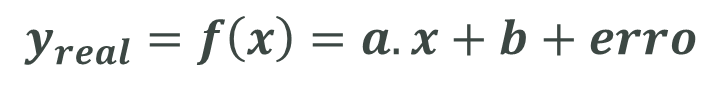 y_real = f(x) = a. x + b + erro